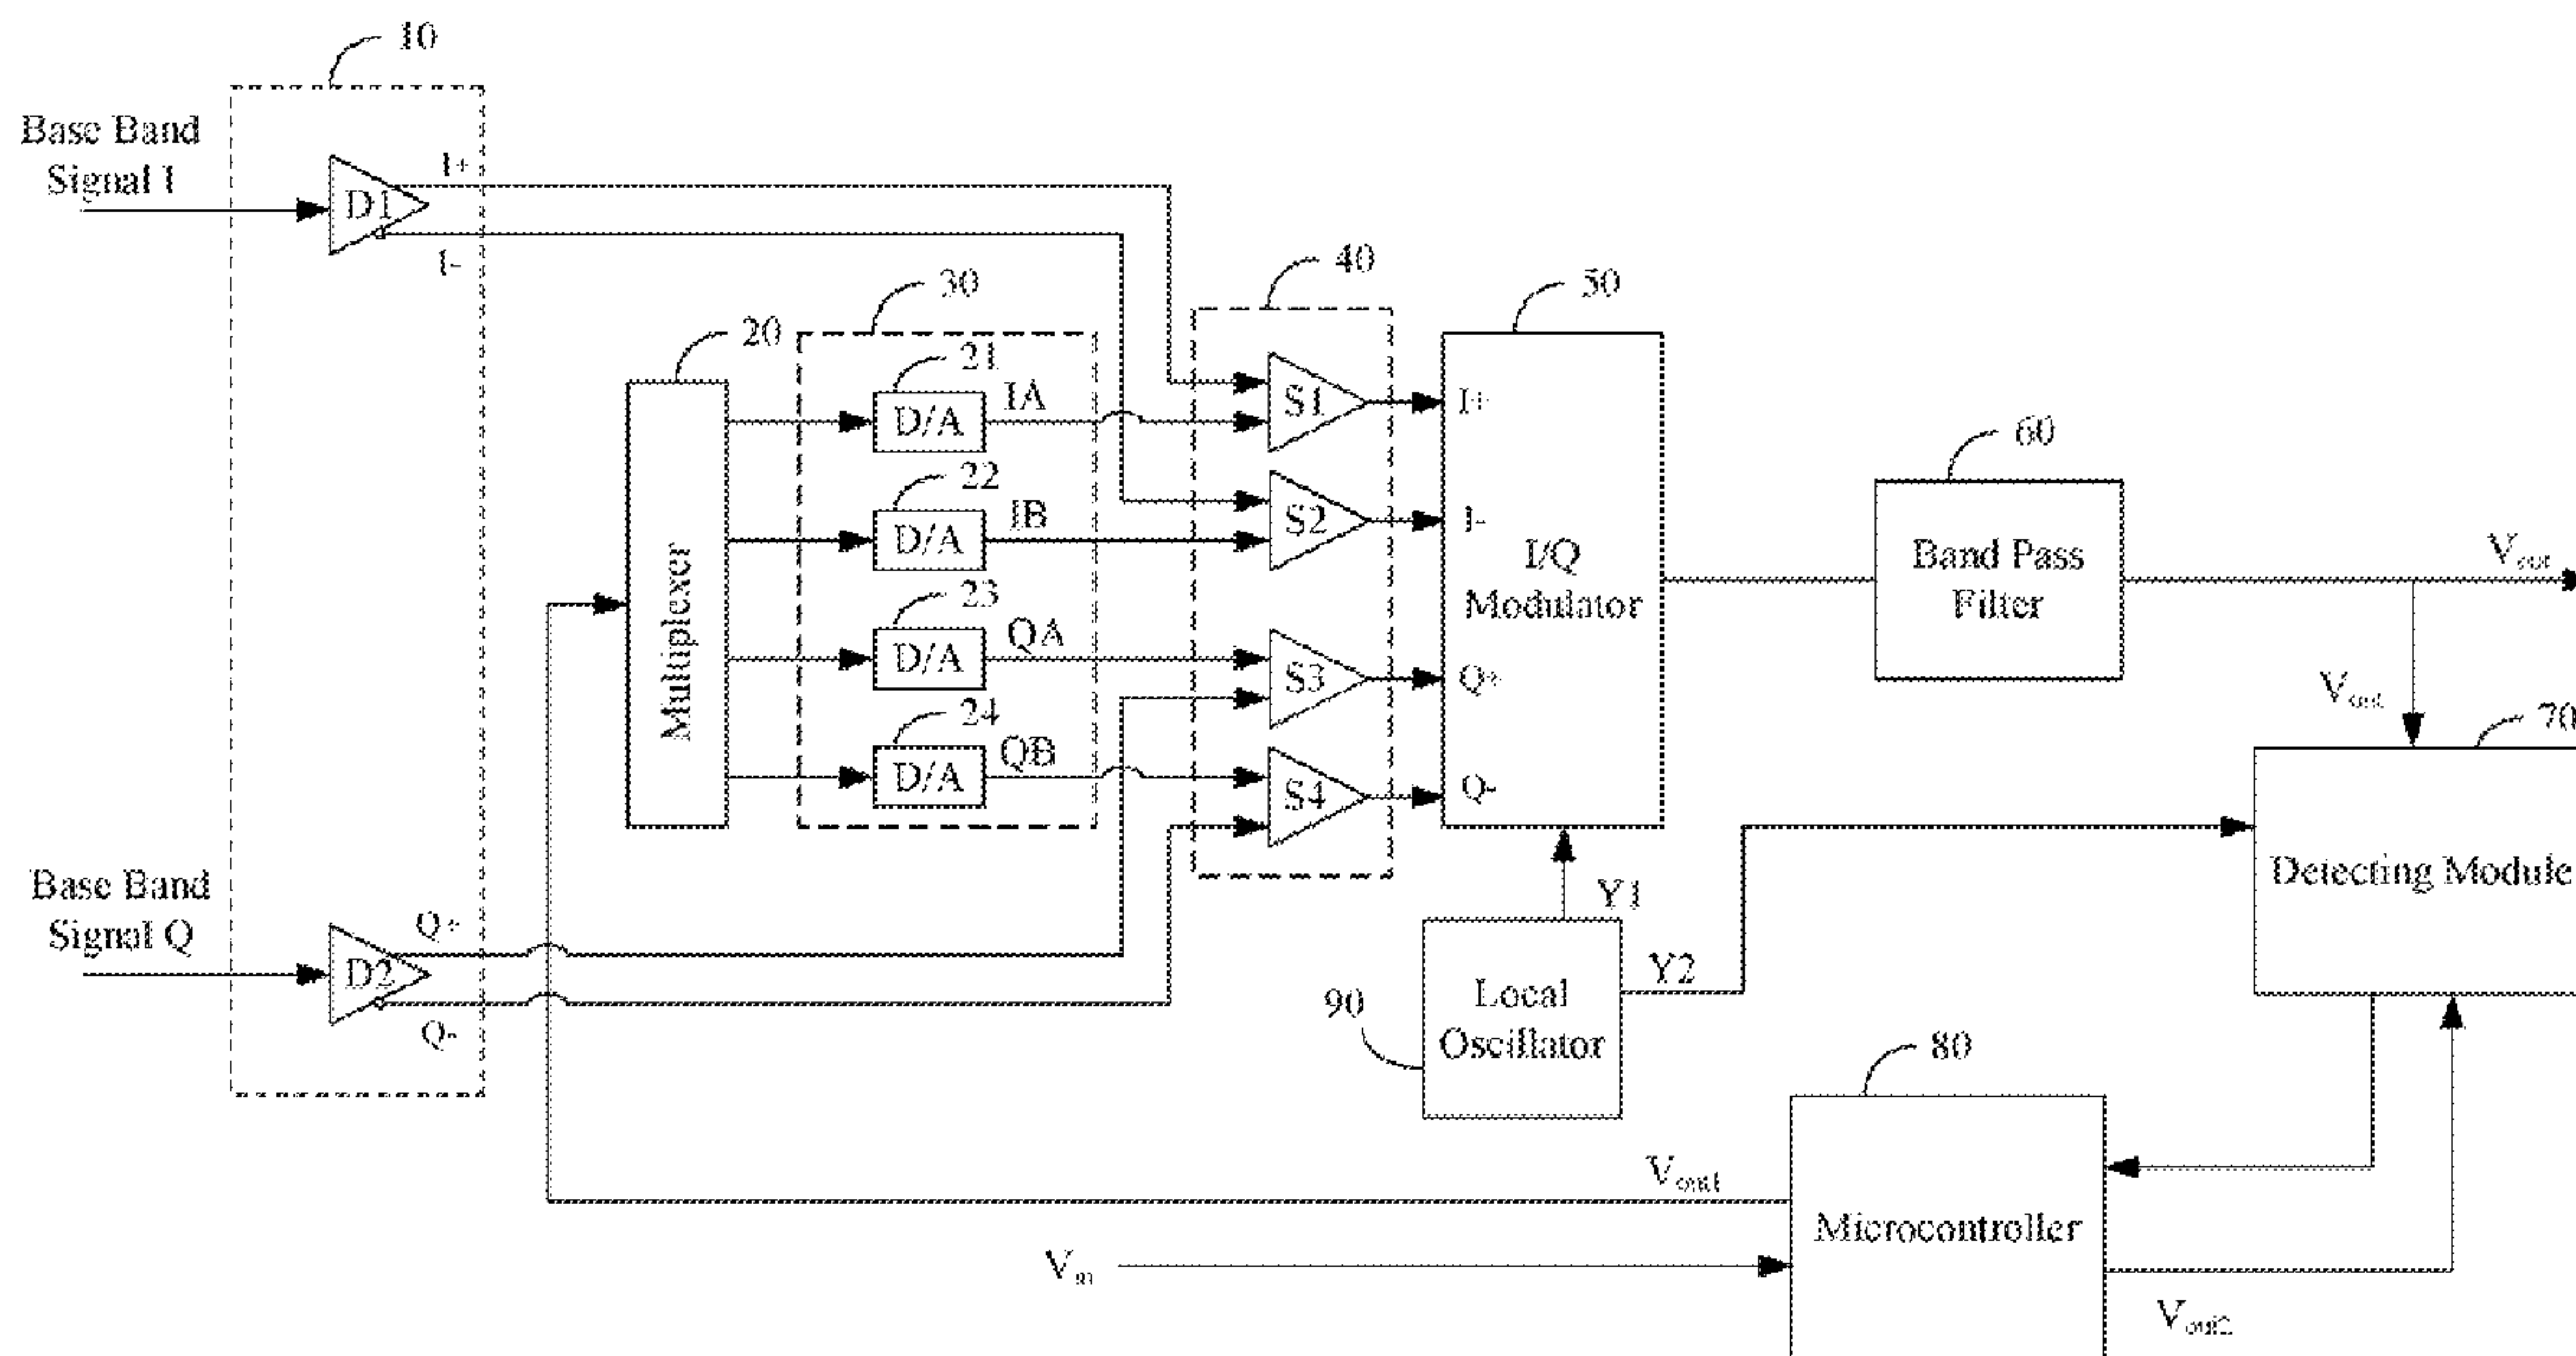 10
Base Band
Signal I
D1
I+
I-
20
30
21
D/A
IA
22
D/A
IB
23
D/A
QA
24
D/A
QB
Multiplexer
40
S1
S2
S3
S4
50
I+
I-
I/Q
Modulator
Q+
Q-
60
Band Pass
Filter
Vout
Vout
70
Detecting Module
Base Band
Signal Q
D2
Q+
Q-
Y1
Y2
90
Local
Oscillator
80
Microcontroller
Vout1
Vin
Vout2